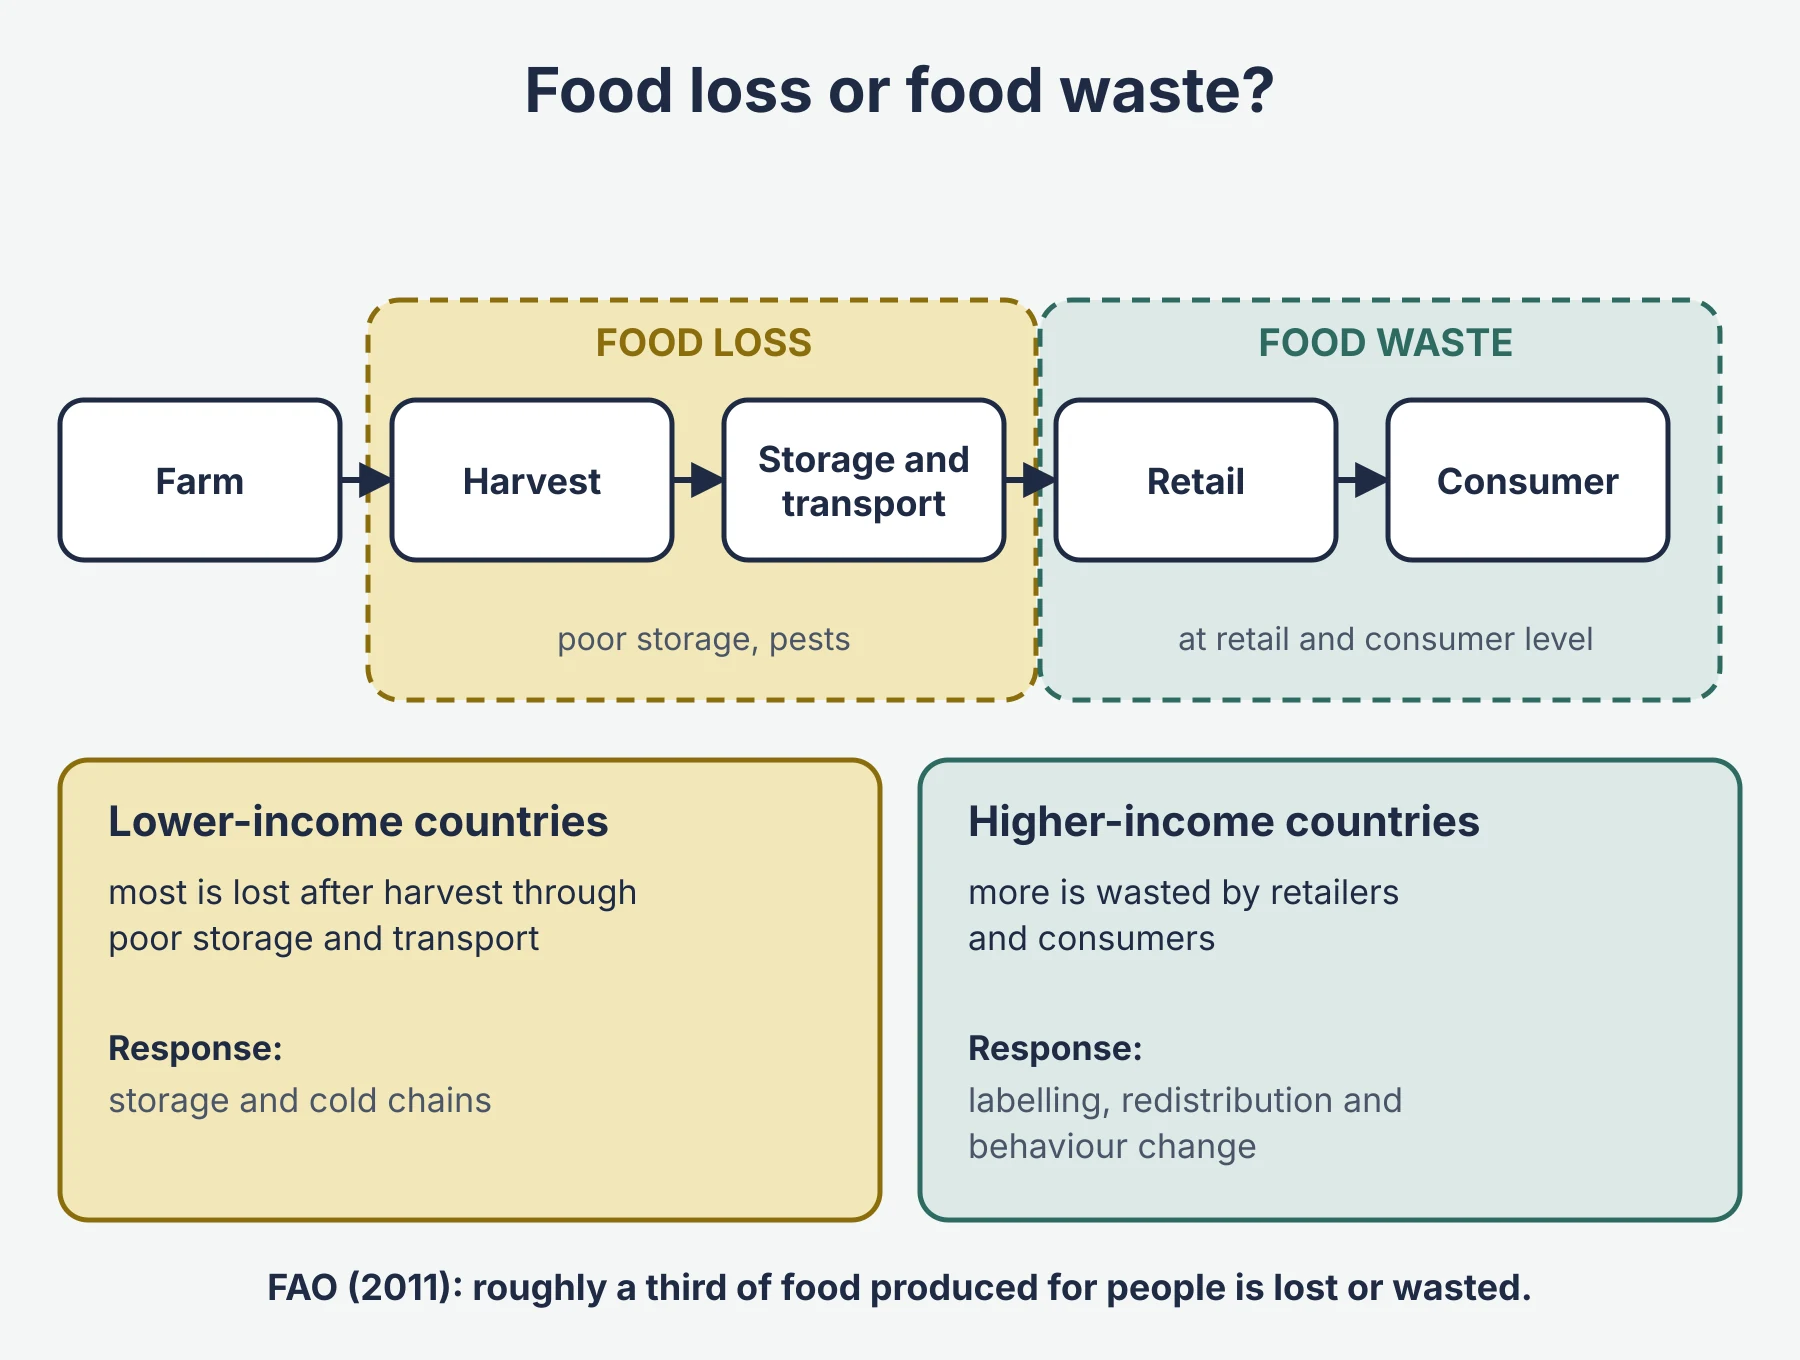 Food loss or food waste?
FOOD LOSS
FOOD WASTE
Farm
Harvest
Storage and
transport
Retail
Consumer
poor storage, pests
at retail and consumer level
Lower-income countries
most is lost after harvest through
poor storage and transport
Response:
storage and cold chains
Higher-income countries
more is wasted by retailers
and consumers
Response:
labelling, redistribution and
behaviour change
FAO (2011): roughly a third of food produced for people is lost or wasted.